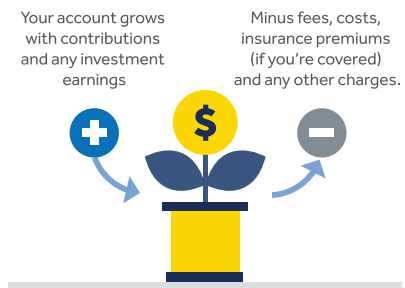 Your account grows
with contributions
and any investment
earnings
Minus fees, costs,
insurance premiums
(if you're covered)
and any other charges.
$